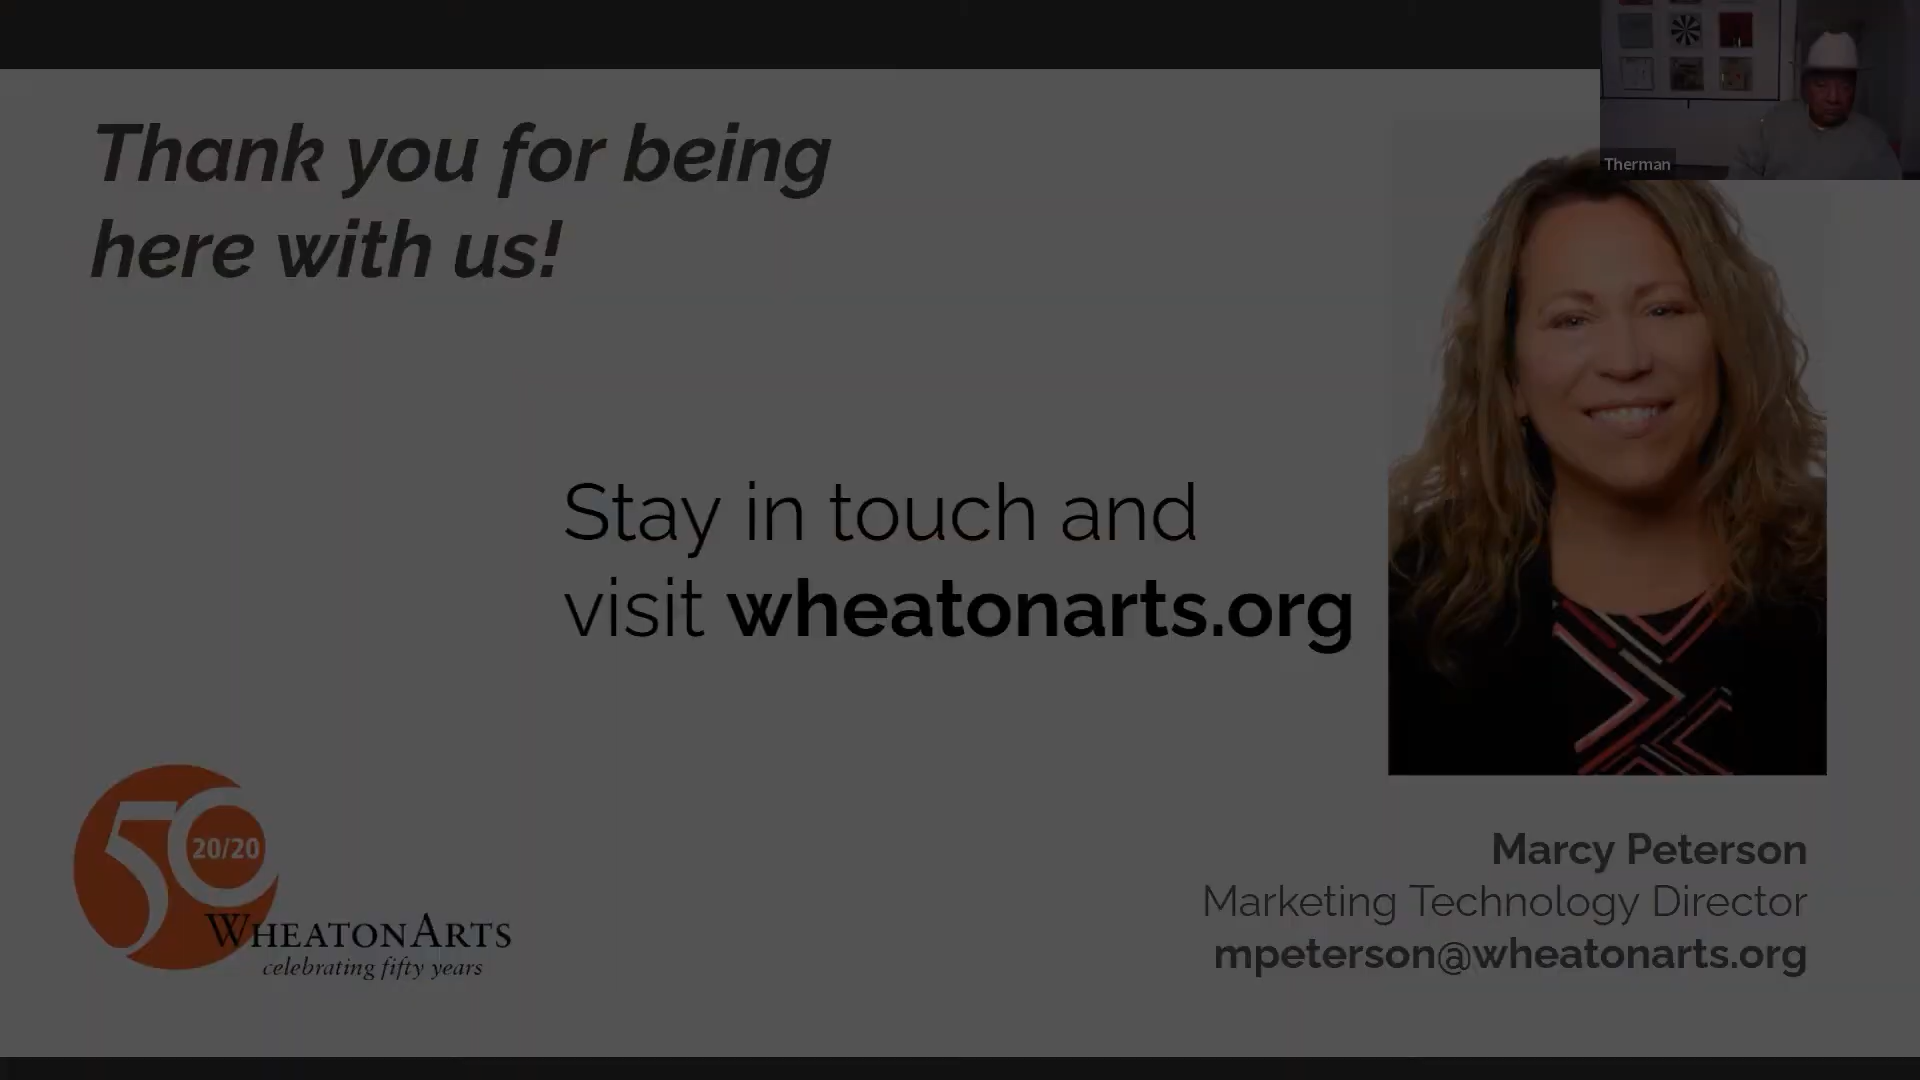 Therman
Thank you for being
here with us!
Stay in touch and
visit wheatonarts.org
50
20/20
WHEATONARTS
celebrating fifty years
Marcy Peterson
Marketing Technology Director
mpeterson@wheatonarts.org